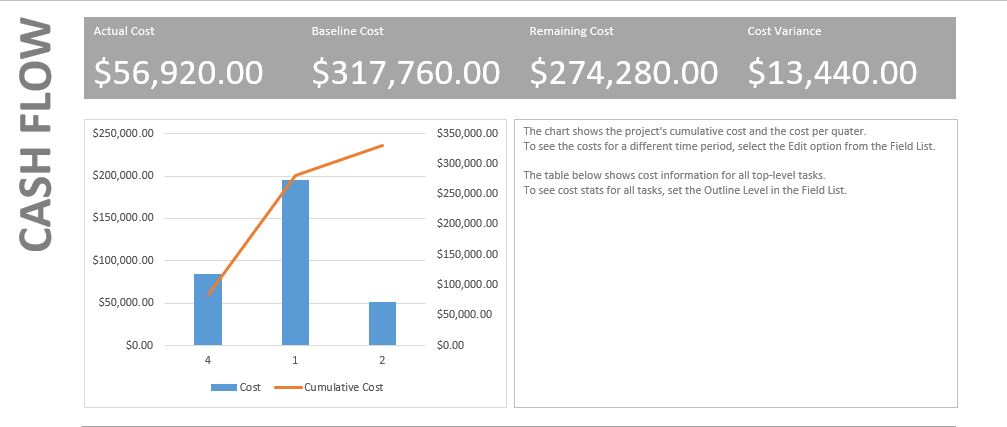 CASH FLOW
Actual Cost
$56,920.00
Baseline Cost
$317,760.00
Remaining Cost
$274,280.00
Cost Variance
$13,440.00
$250,000.00
$200,000.00
$150,000.00
$100,000.00
$50,000.00
$0.00
$350,000.00
$300,000.00
$250,000.00
$200,000.00
$150,000.00
$100,000.00
$50,000.00
$0.00
4 1 2
Cost Cumulative Cost
The chart shows the project's cumulative cost and the cost per quater.
To see the costs for a different time period, select the Edit option from the Field List.
The table below shows cost information for all top-level tasks.
To see cost stats for all tasks, set the Outline Level in the Field List.